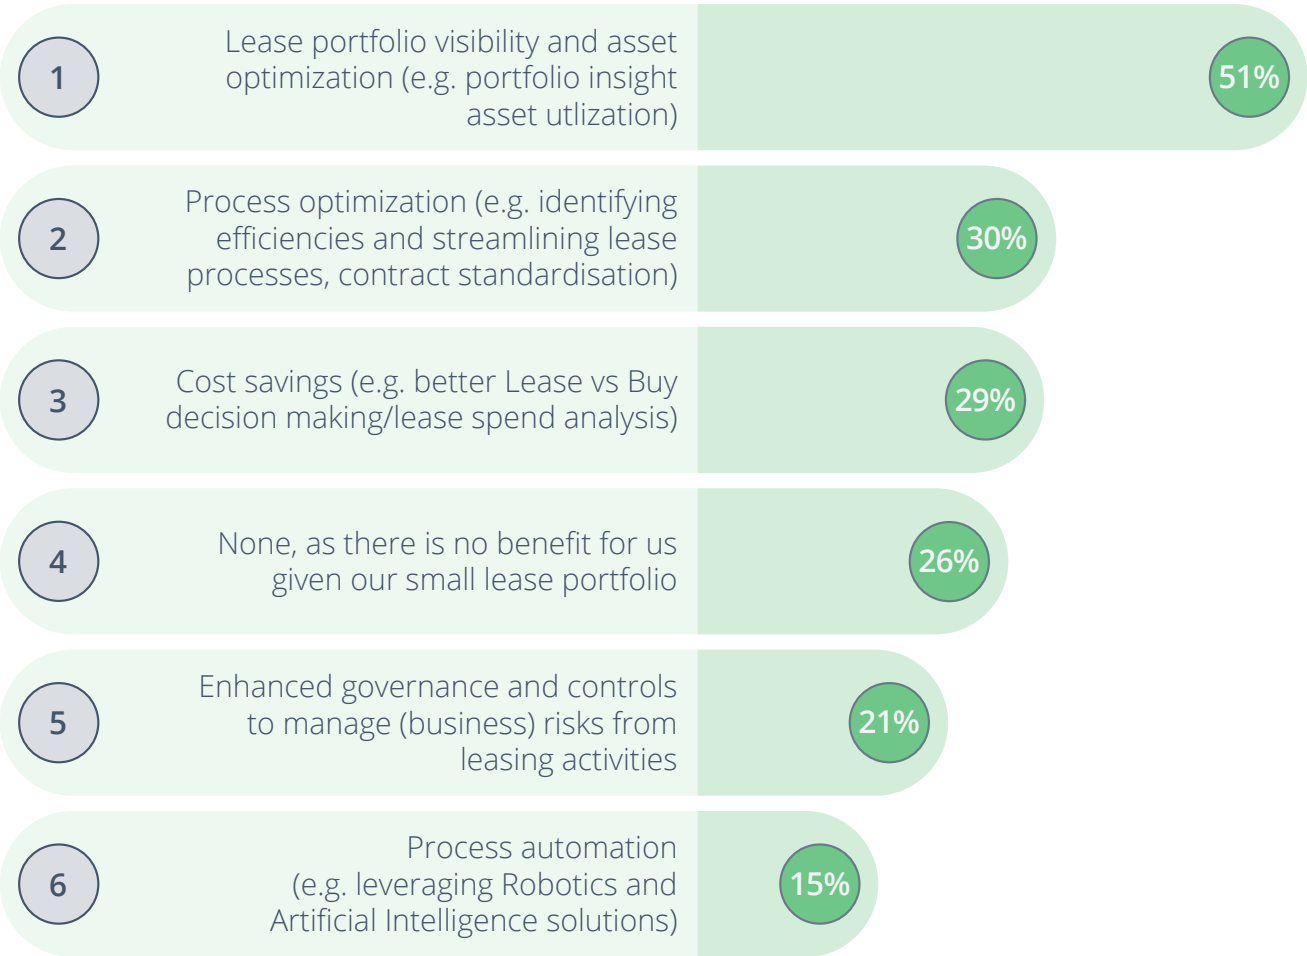 1
Lease portfolio visibility and asset
optimization (e.g. portfolio insight
asset utlization)
51%
2
Process optimization (e.g. identifying
efficiencies and streamlining lease
processes, contract standardisation)
30%
3
Cost savings (e.g. better Lease vs Buy
decision making/lease spend analysis)
29%
4
None, as there is no benefit for us
given our small lease portfolio
26%
5
Enhanced governance and controls
to manage (business) risks from
leasing activities
21%
6
Process automation
(e.g. leveraging Robotics and
Artificial Intelligence solutions)
15%